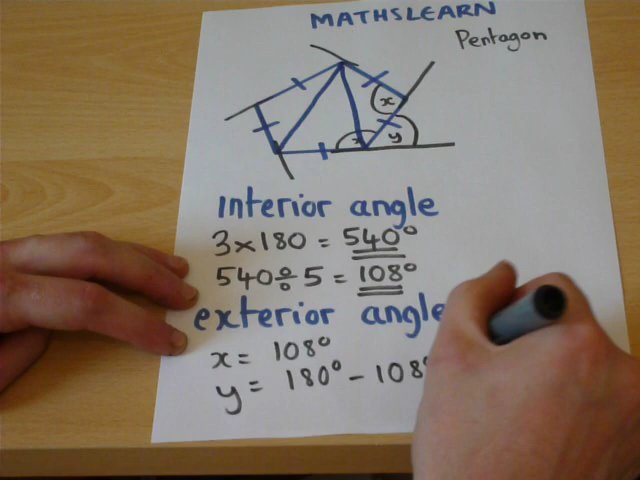 MATHSLEARN
Pentagon
x
x y
Interior angle
3 x 180 = 540°
540° ÷ 5 = 108°
exterior angle
x = 108°
y = 180° - 108°